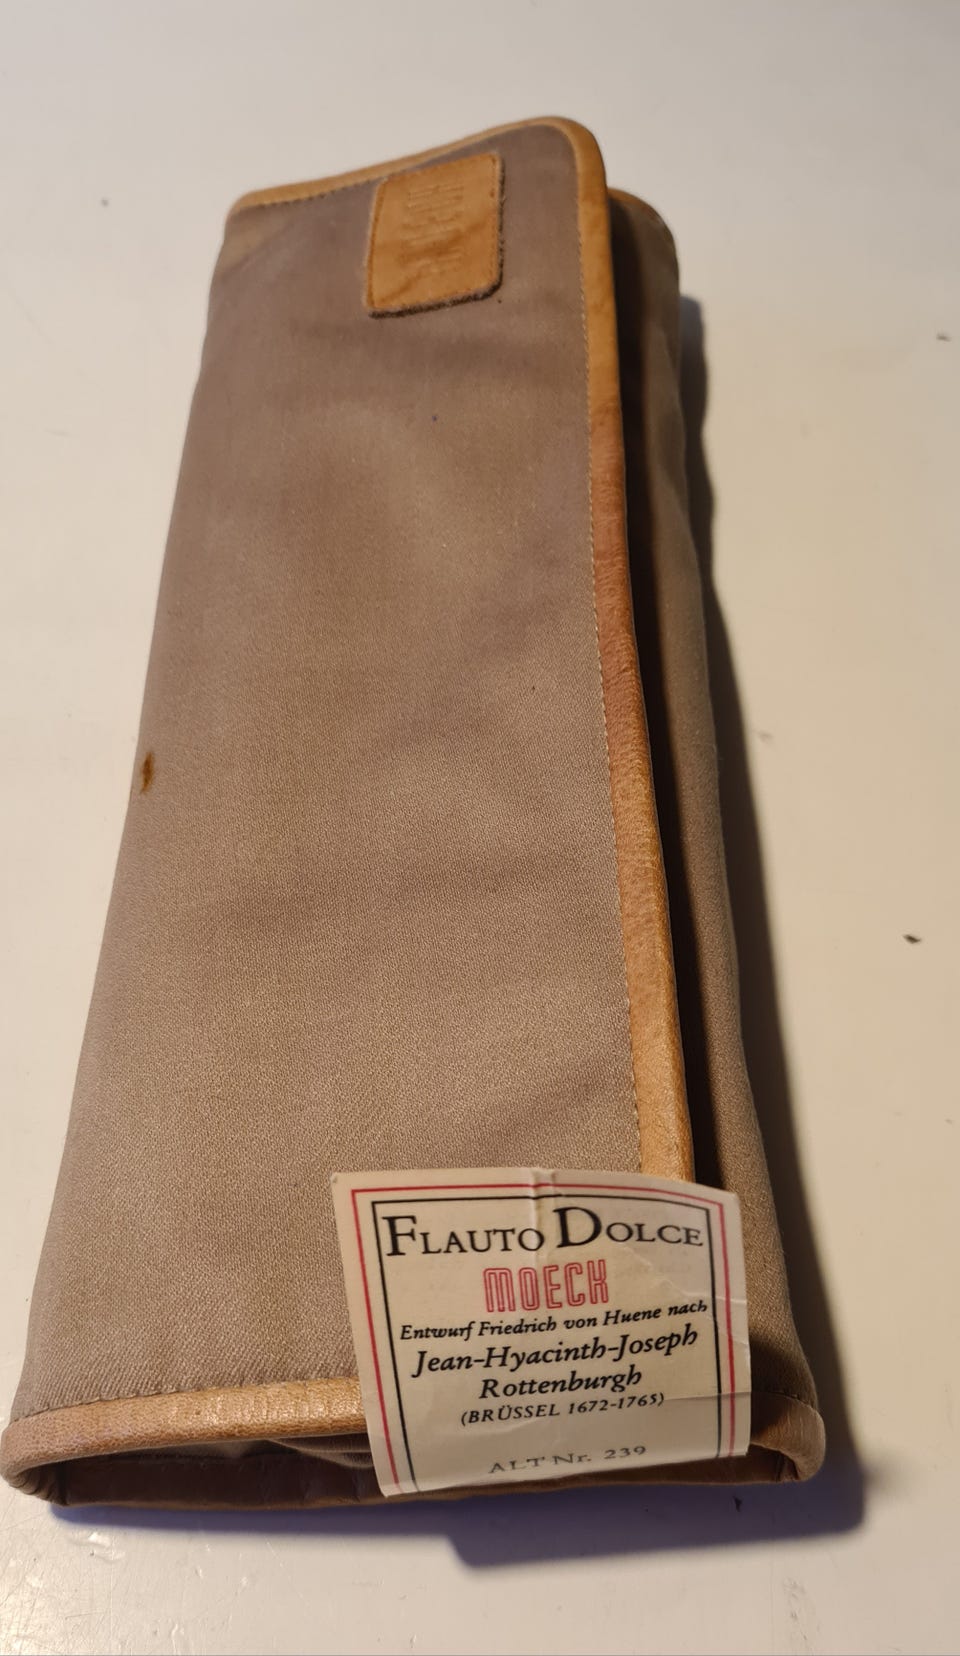 FLAUTO DOLCE
MOECK
Entwurf Friedrich von Huene nach
Jean-Hyacinth-Joseph
Rottenburgh
(BRÜSSEL 1672-1765)
ALT Nr. 239